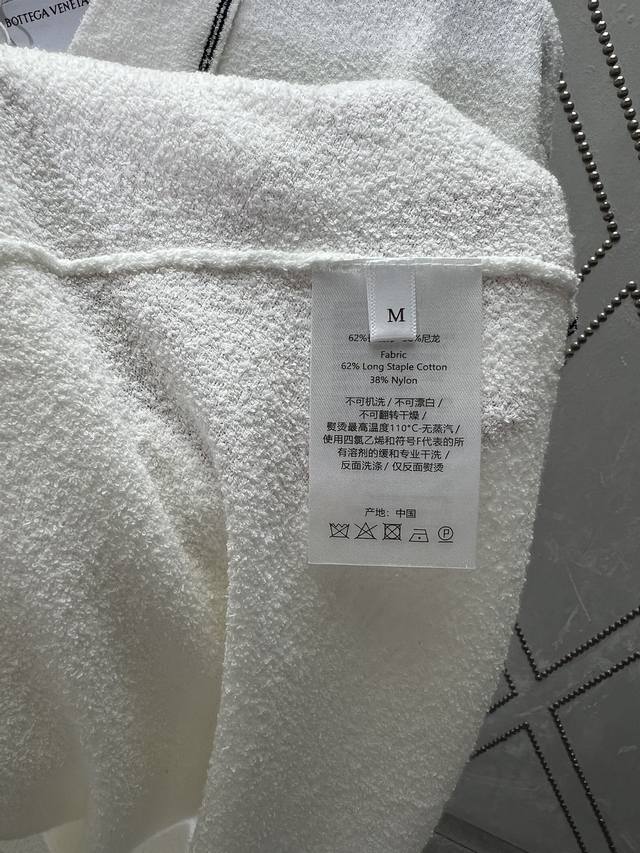 BOTTEGA VENETA
M
62% %尼龙
Fabric
62% Long Staple Cotton
38% Nylon
不可机洗 / 不可漂白 /
不可翻转干燥 /
熨烫最高温度110°C-无蒸汽 /
使用四氯乙烯和符号F代表的所
有溶剂的缓和专业干洗 /
反面洗涤 / 仅反面熨烫
产地：中国
P